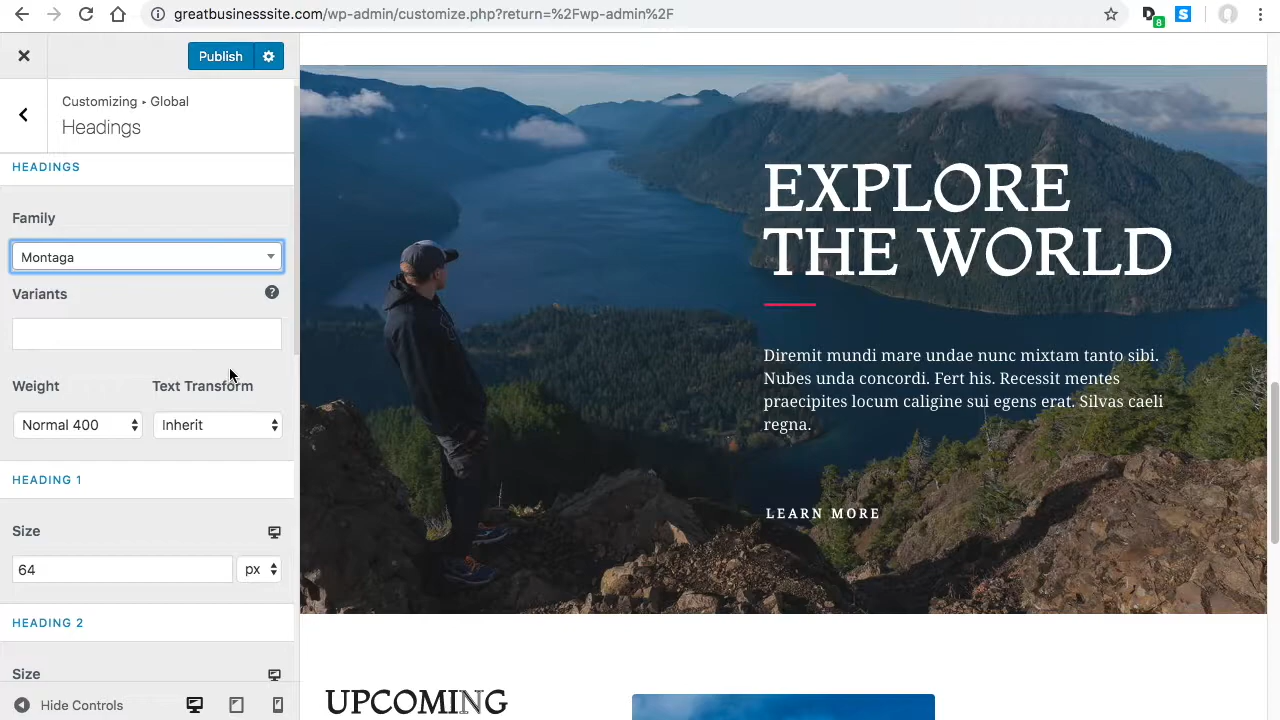 greatbusinesssite.com/wp-admin/customize.php?return=%2Fwp-admin%2F
8
Publish
Customizing ▸ Global
Headings
HEADINGS
Family
Montaga
Variants
Weight
Text Transform
Normal 400
Inherit
HEADING 1
Size
64
px
HEADING 2
Size
Hide Controls
EXPLORE
THE WORLD
Diremit mundi mare undae nunc mixtam tanto sibi.
Nubes unda concordi. Fert his. Recessit mentes
praecipites locum caligine sui egens erat. Silvas caeli
regna.
LEARN MORE
UPCOMING